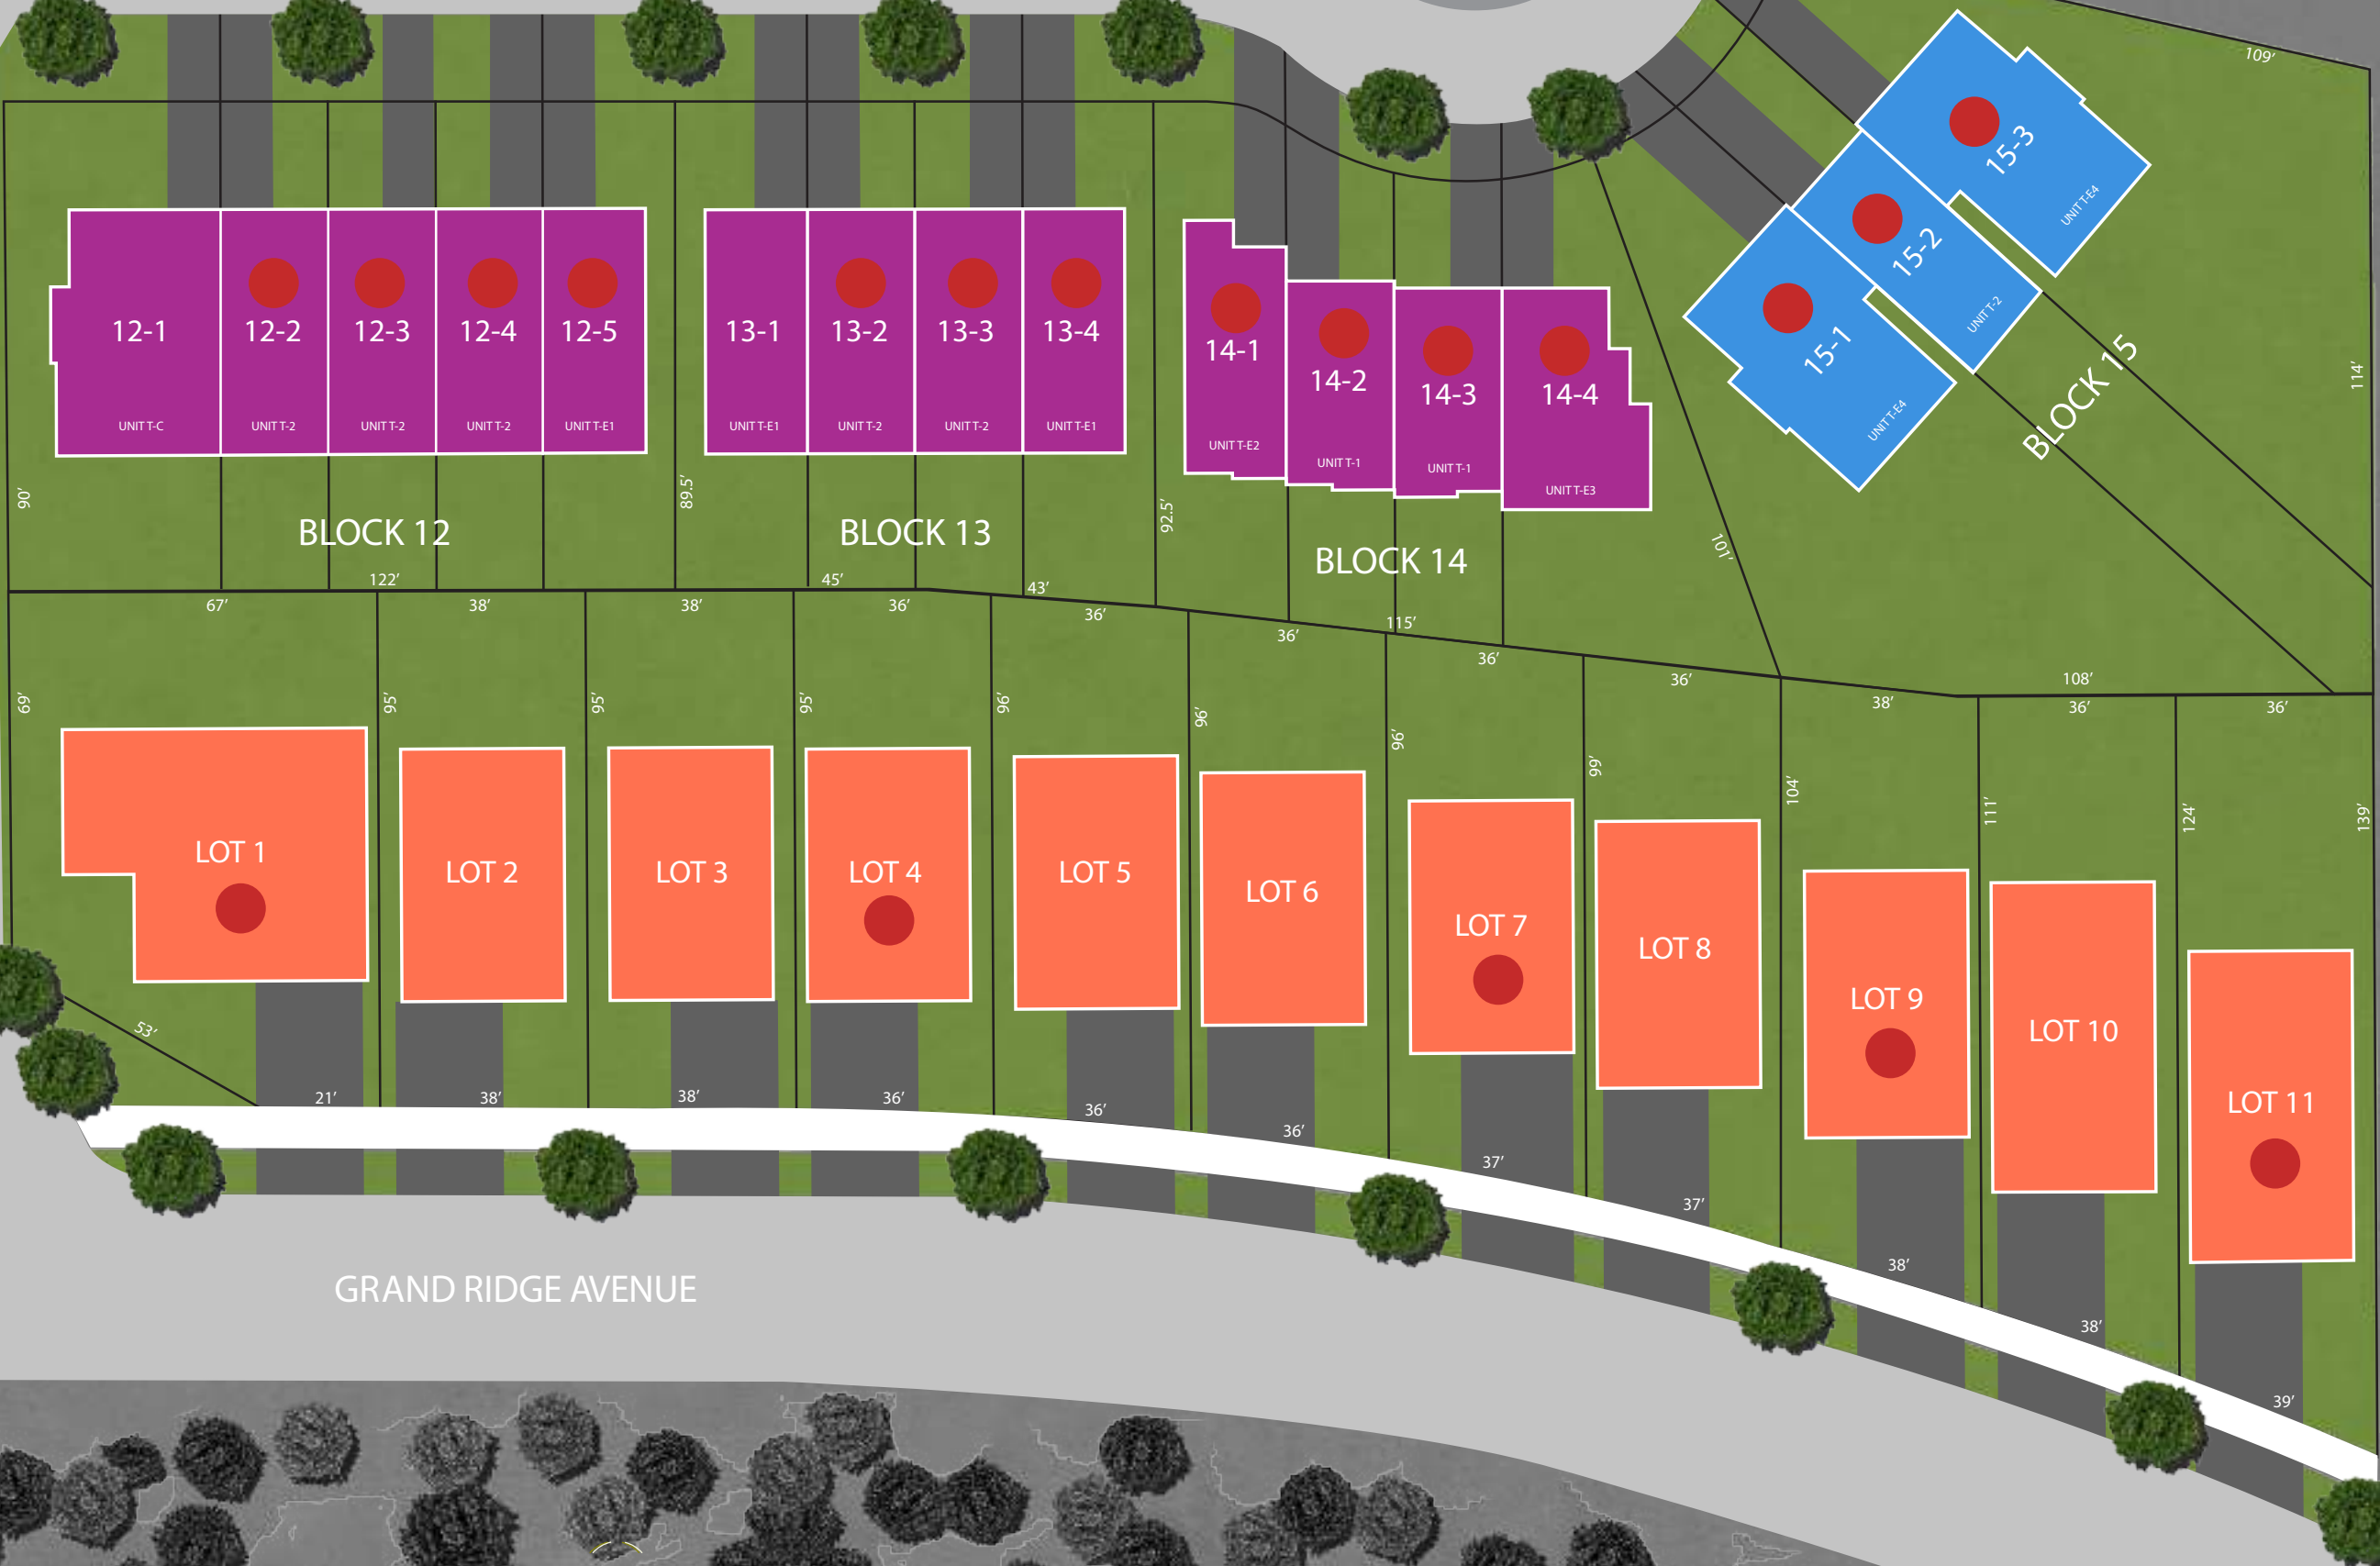 109’
15-3
UNIT T-E4
15-2
UNIT T-2
15-1
UNIT T-E4
BLOCK 15
114’
12-1
12-2
12-3
12-4
12-5
UNIT T-C
UNIT T-2
UNIT T-2
UNIT T-2
UNIT T-E1
13-1
13-2
13-3
13-4
UNIT T-E1
UNIT T-2
UNIT T-2
UNIT T-E1
14-1
14-2
14-3
14-4
UNIT T-E2
UNIT T-1
UNIT T-1
UNIT T-E3
90’
BLOCK 12
89.5’
BLOCK 13
92.5’
BLOCK 14
101’
122’
45’
43’
115’
108’
67’
38’
38’
36’
36’
36’
36’
36’
38’
36’
36’
69’
95’
95’
95’
96’
96’
96’
99’
104’
111’
124’
139’
LOT 1
LOT 2
LOT 3
LOT 4
LOT 5
LOT 6
LOT 7
LOT 8
LOT 9
LOT 10
LOT 11
53’
21’
38’
38’
36’
36’
36’
37’
37’
38’
38’
39’
GRAND RIDGE AVENUE